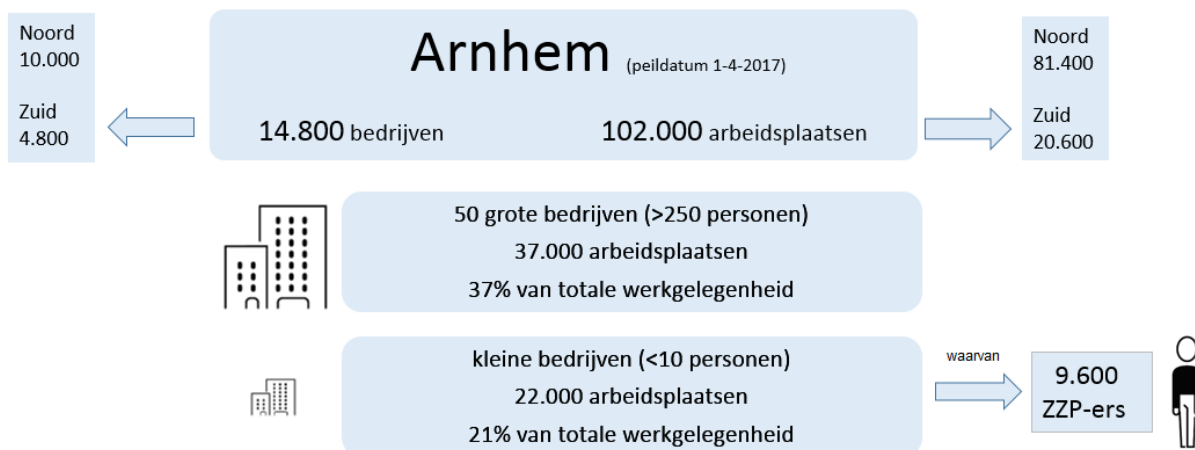 Noord
10.000
Zuid
4.800
Arnhem (peildatum 1-4-2017)
14.800 bedrijven
102.000 arbeidsplaatsen
Noord
81.400
Zuid
20.600
50 grote bedrijven (>250 personen)
37.000 arbeidsplaatsen
37% van totale werkgelegenheid
kleine bedrijven (<10 personen)
22.000 arbeidsplaatsen
21% van totale werkgelegenheid
waarvan
9.600
ZZP-ers